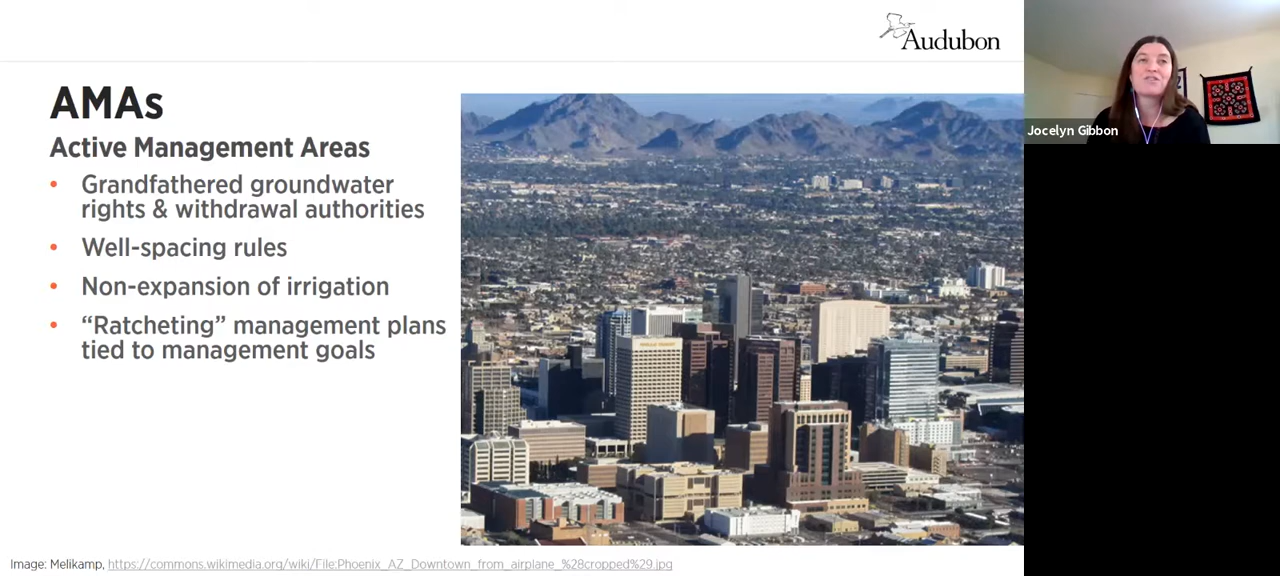 Audubon
AMAs
Active Management Areas
• Grandfathered groundwater
rights & withdrawal authorities
• Well-spacing rules
• Non-expansion of irrigation
• “Ratcheting” management plans
tied to management goals
Image: Melikamp, https://commons.wikimedia.org/wiki/File:Phoenix_AZ_Downtown_from_airplane_%28cropped%29.jpg
Jocelyn Gibbon